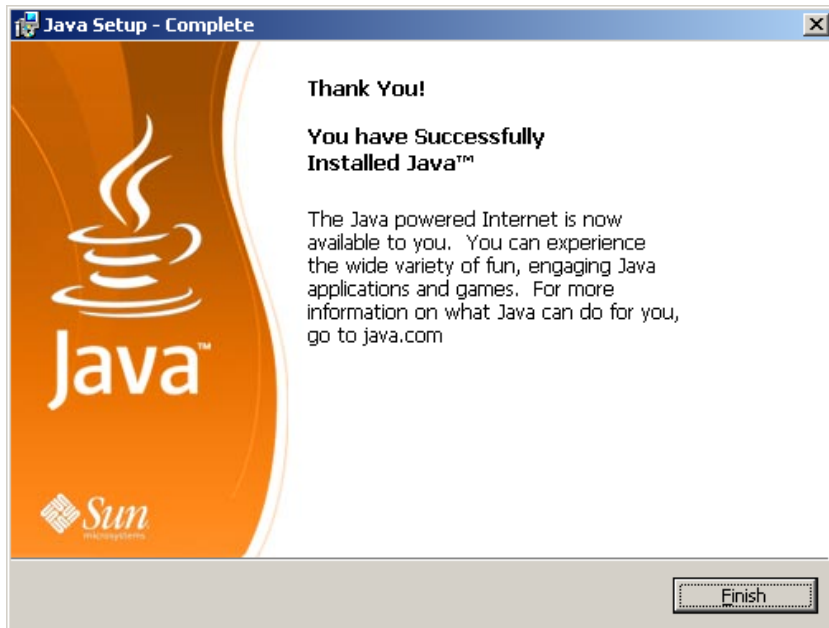 Java Setup - Complete
Thank You!
You have Successfully
Installed Java™
The Java powered Internet is now
available to you.  You can experience
the wide variety of fun, engaging Java
applications and games.  For more
information on what Java can do for you,
go to java.com
Java™
Sun
microsystems
Finish